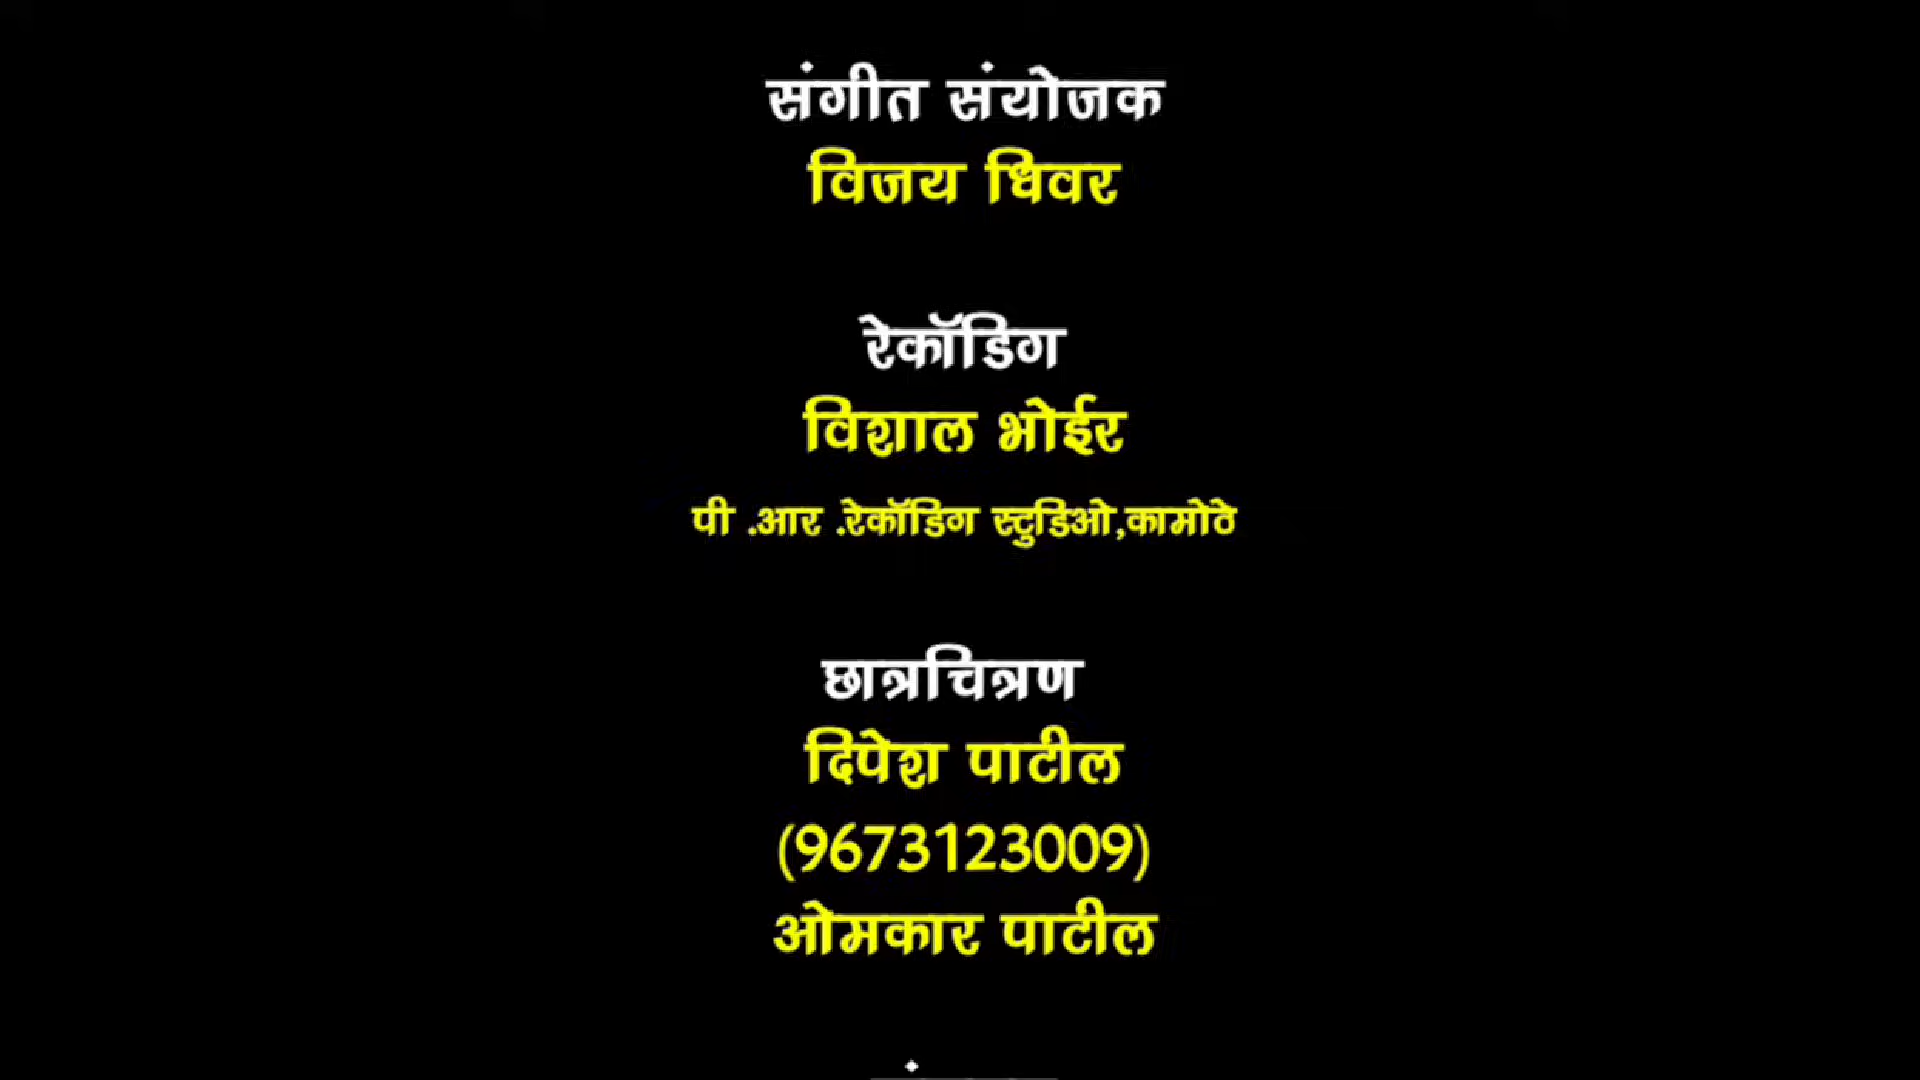 संगीत संयोजक
विजय धिवर
रेकॉडिग
विशाल भोईर
पी .आर .रेकॉडिग स्टुडिओ,कामोठे
छात्रचित्रण
दिपेश पाटील
(9673123009)
ओमकार पाटील